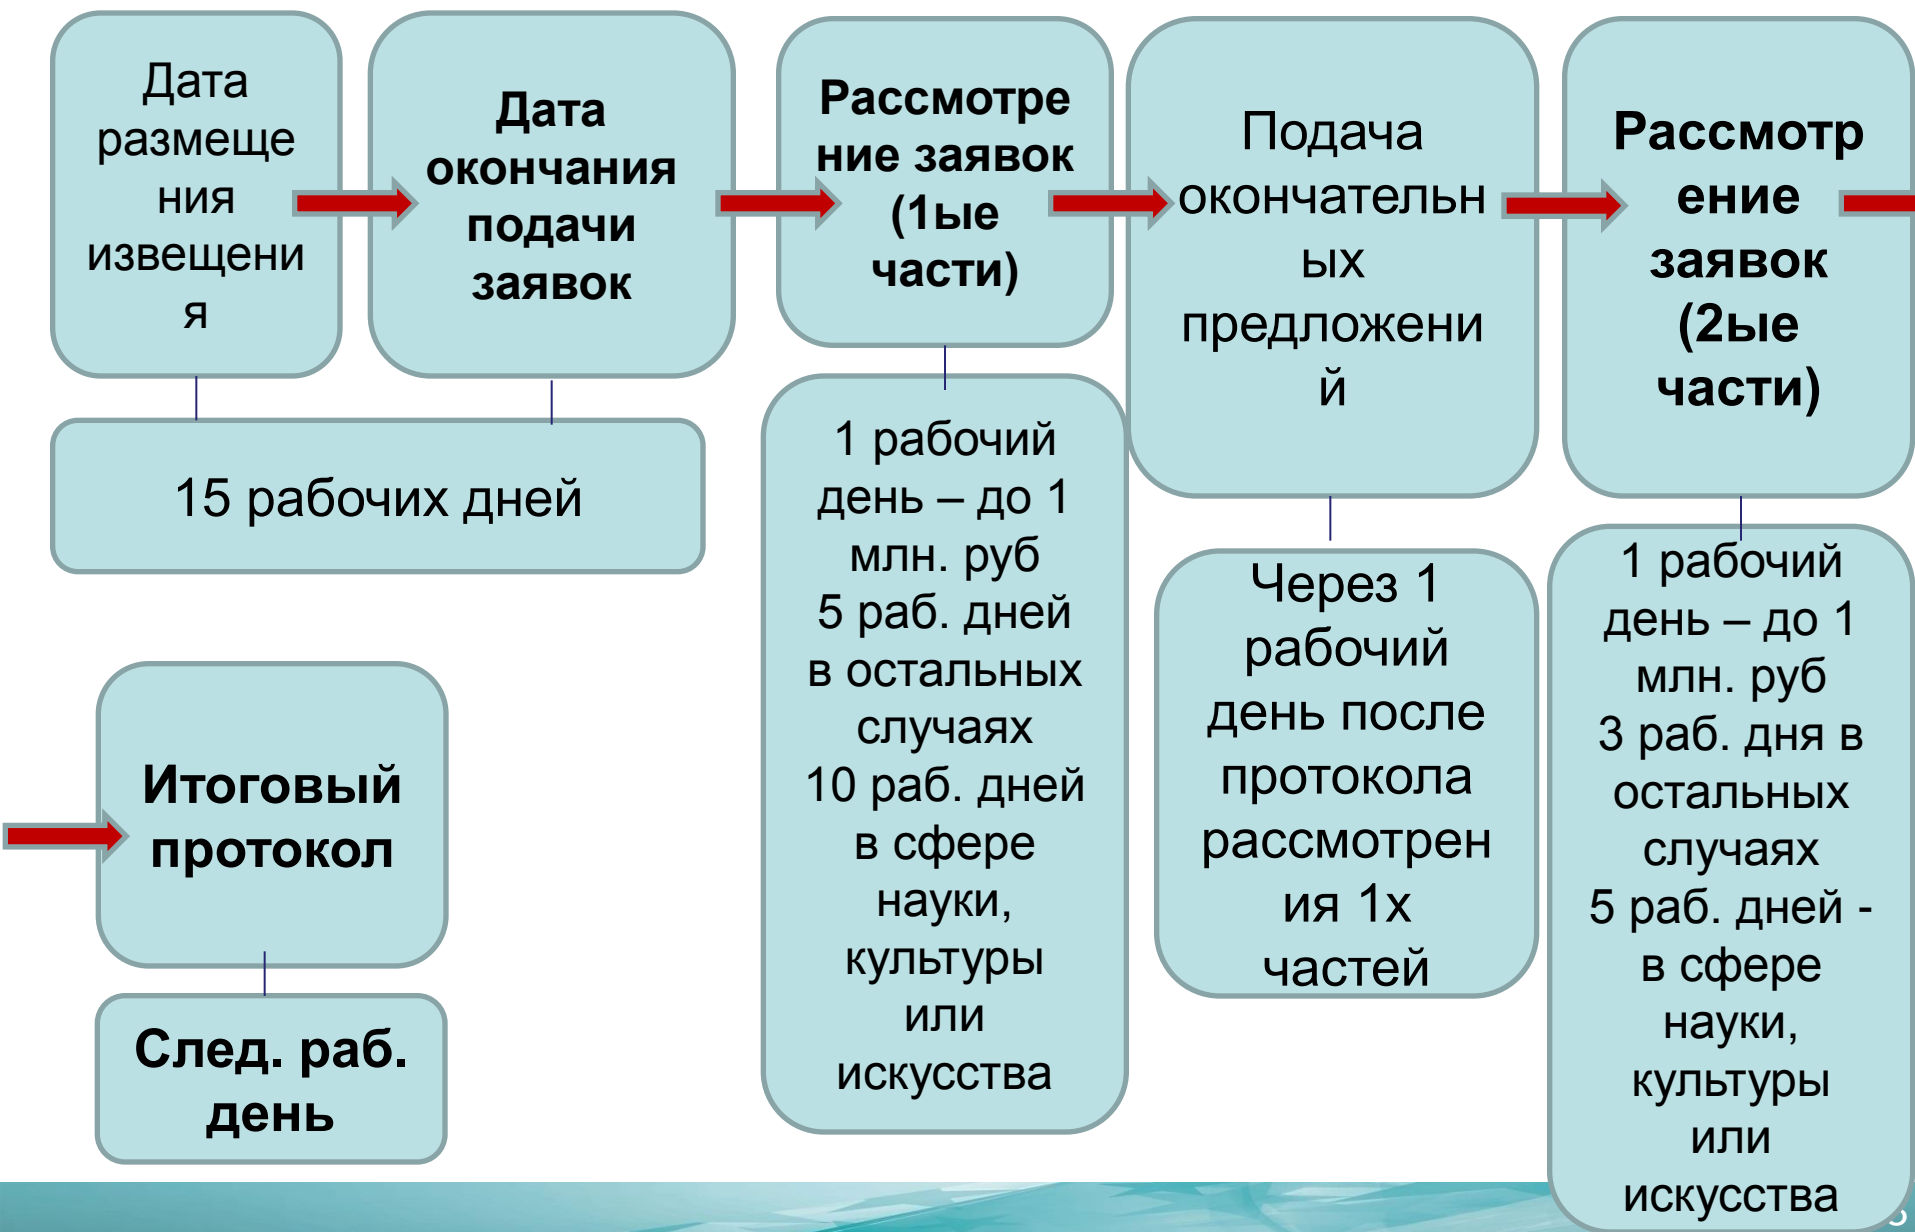 Дата
размеще
ния
извещени
я
Дата
окончания
подачи
заявок
Рассмотре
ние заявок
(1ые
части)
Подача
окончательн
ых
предложени
й
Рассмотр
ение
заявок
(2ые
части)
15 рабочих дней
1 рабочий
день – до 1
млн. руб
5 раб. дней
в остальных
случаях
10 раб. дней
в сфере
науки,
культуры
или
искусства
Через 1
рабочий
день после
протокола
рассмотрен
ия 1х
частей
1 рабочий
день – до 1
млн. руб
3 раб. дня в
остальных
случаях
5 раб. дней -
в сфере
науки,
культуры
или
искусства
Итоговый
протокол
След. раб.
день